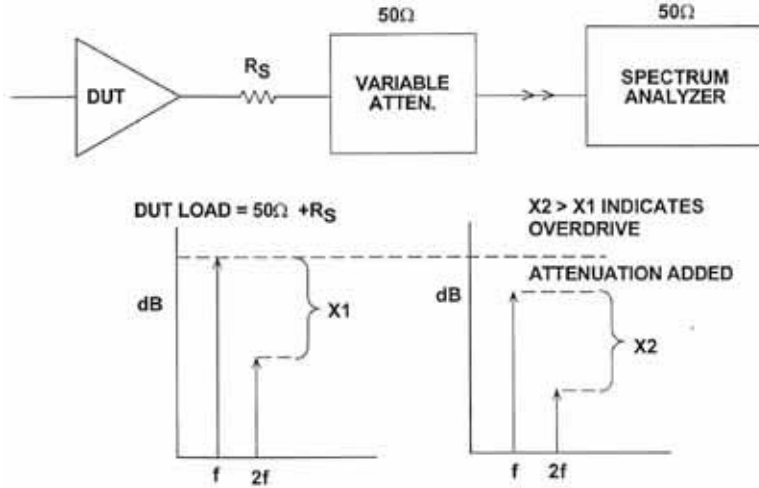 50Ω
50Ω
DUT
RS
VARIABLE
ATTEN.
SPECTRUM
ANALYZER
DUT LOAD = 50Ω +RS
X2 > X1 INDICATES
OVERDRIVE
ATTENUATION ADDED
dB
X1
dB
X2
f
2f
f
2f